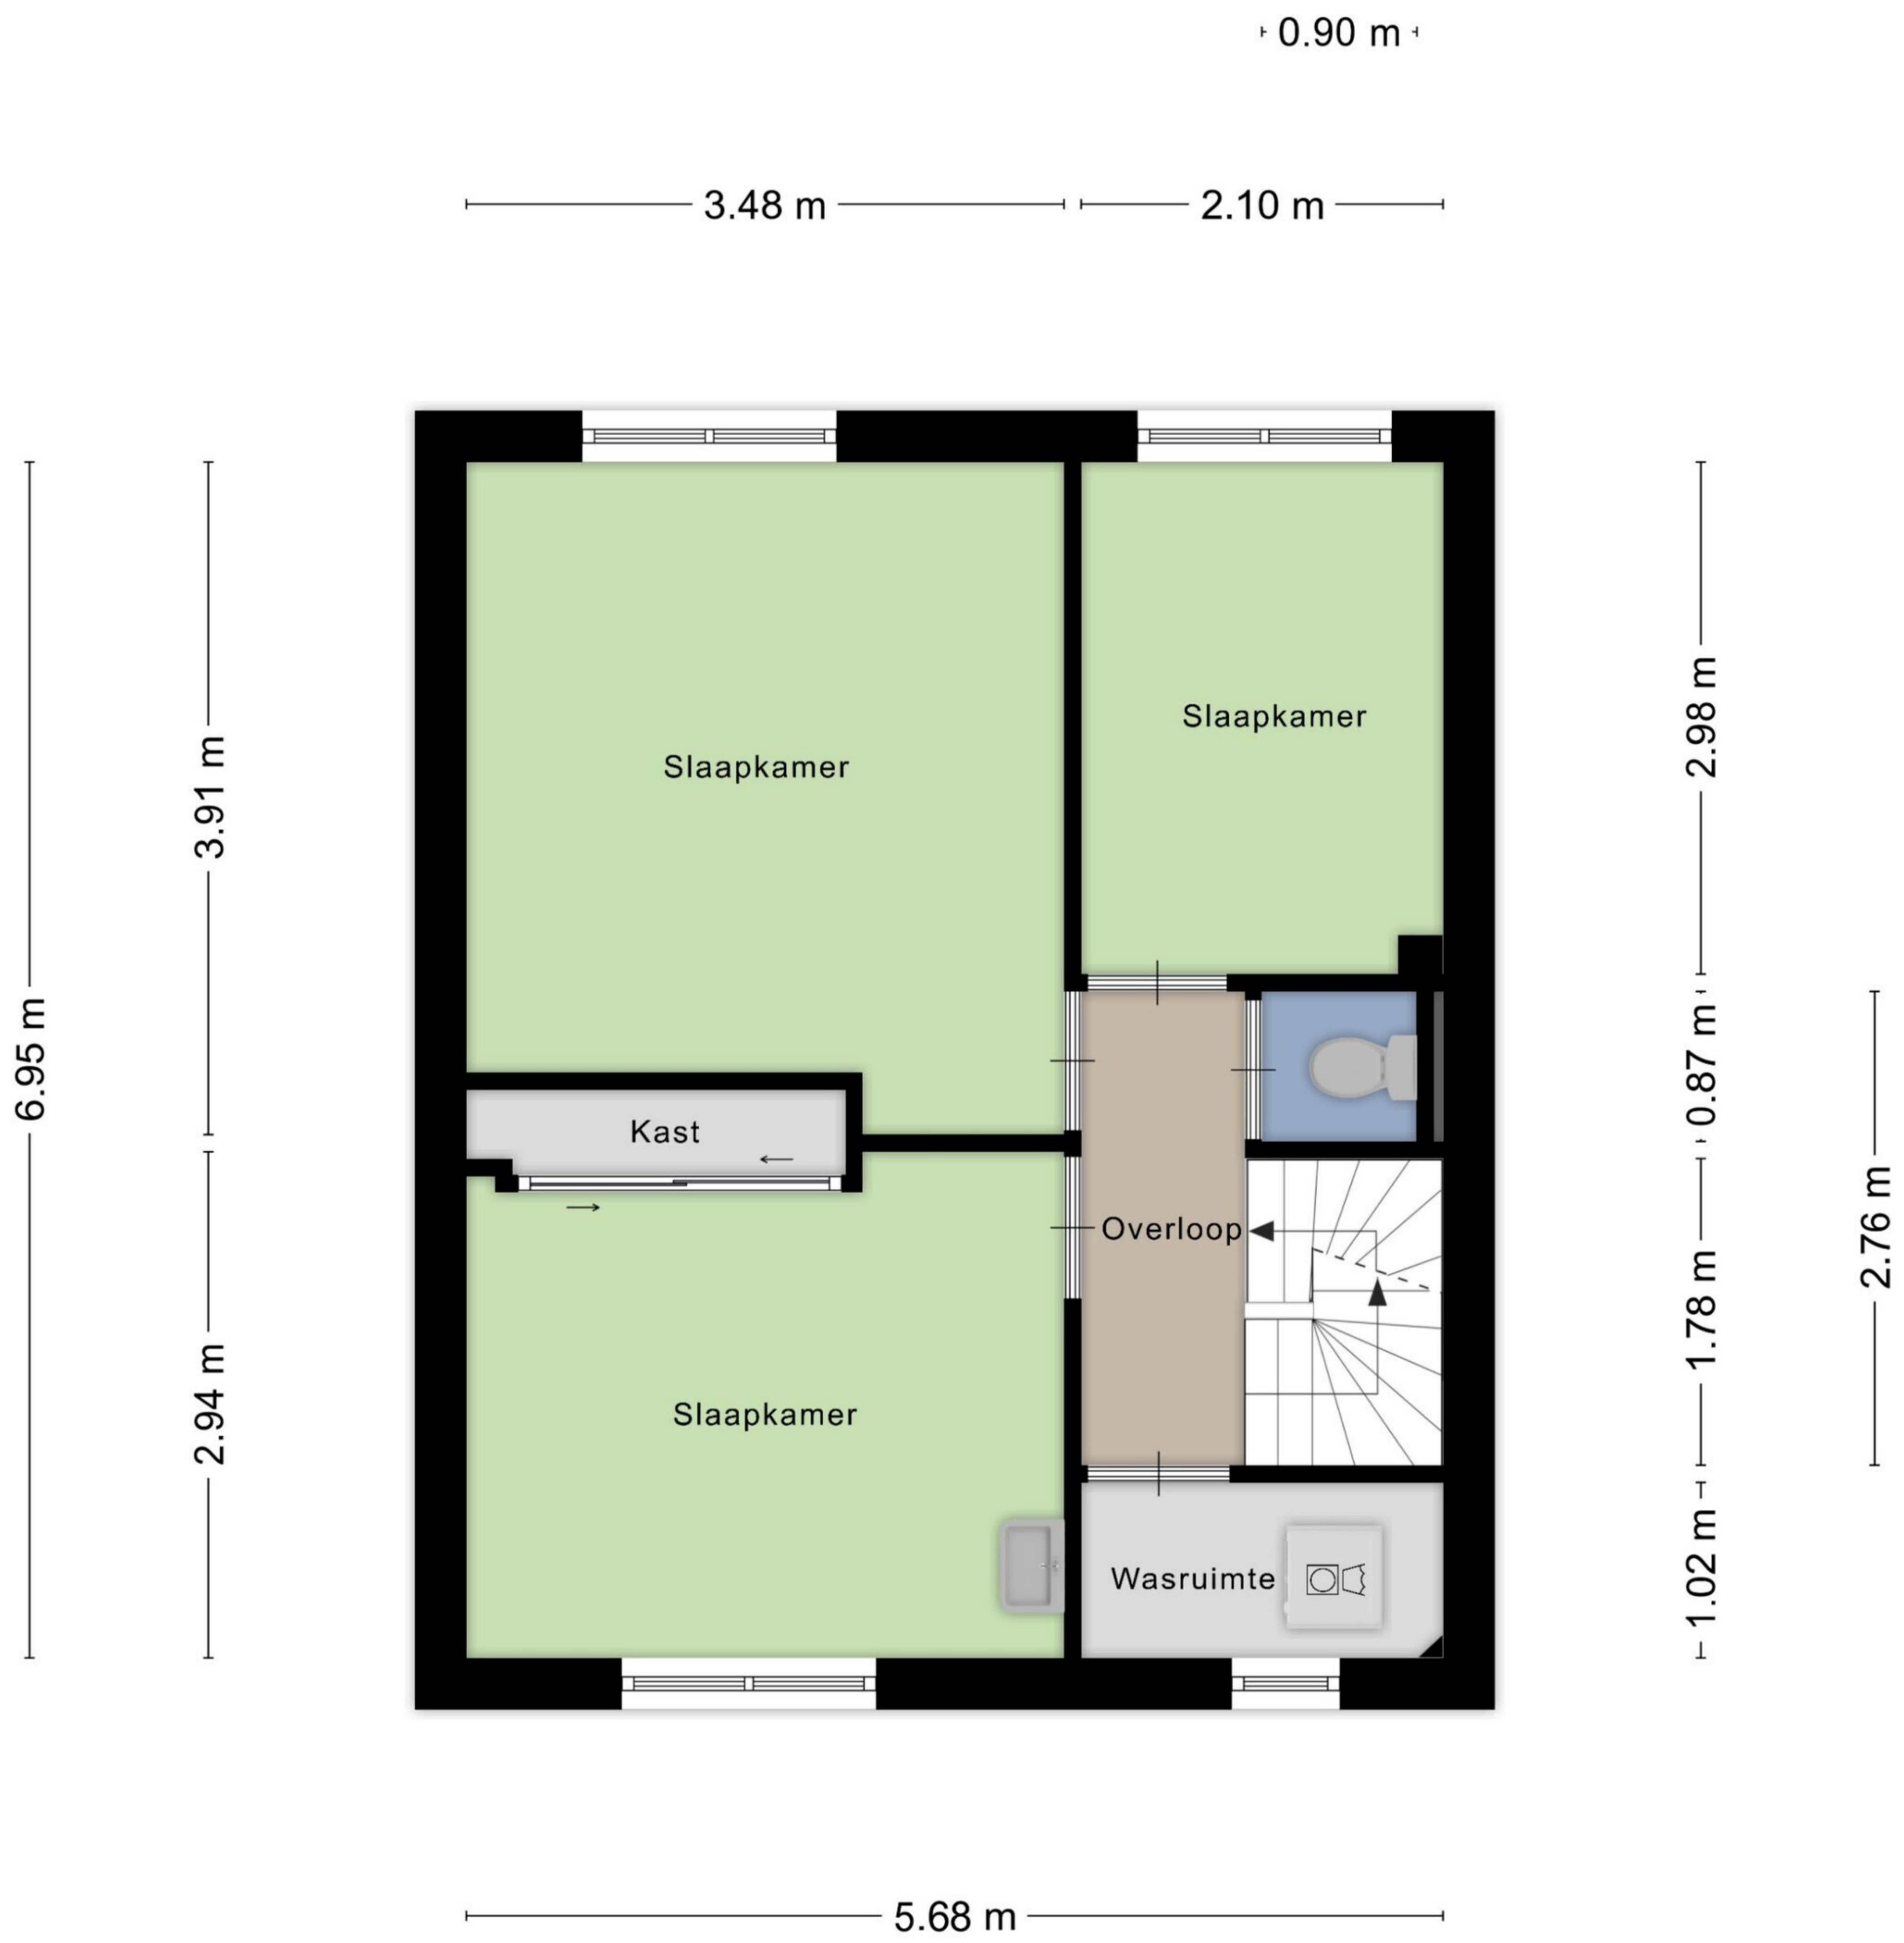 0.90 m
3.48 m
2.10 m
Slaapkamer
Slaapkamer
2.98 m
3.91 m
6.95 m
0.87 m
Kast
Overloop
2.76 m
1.78 m
2.94 m
Slaapkamer
Wasruimte
1.02 m
5.68 m